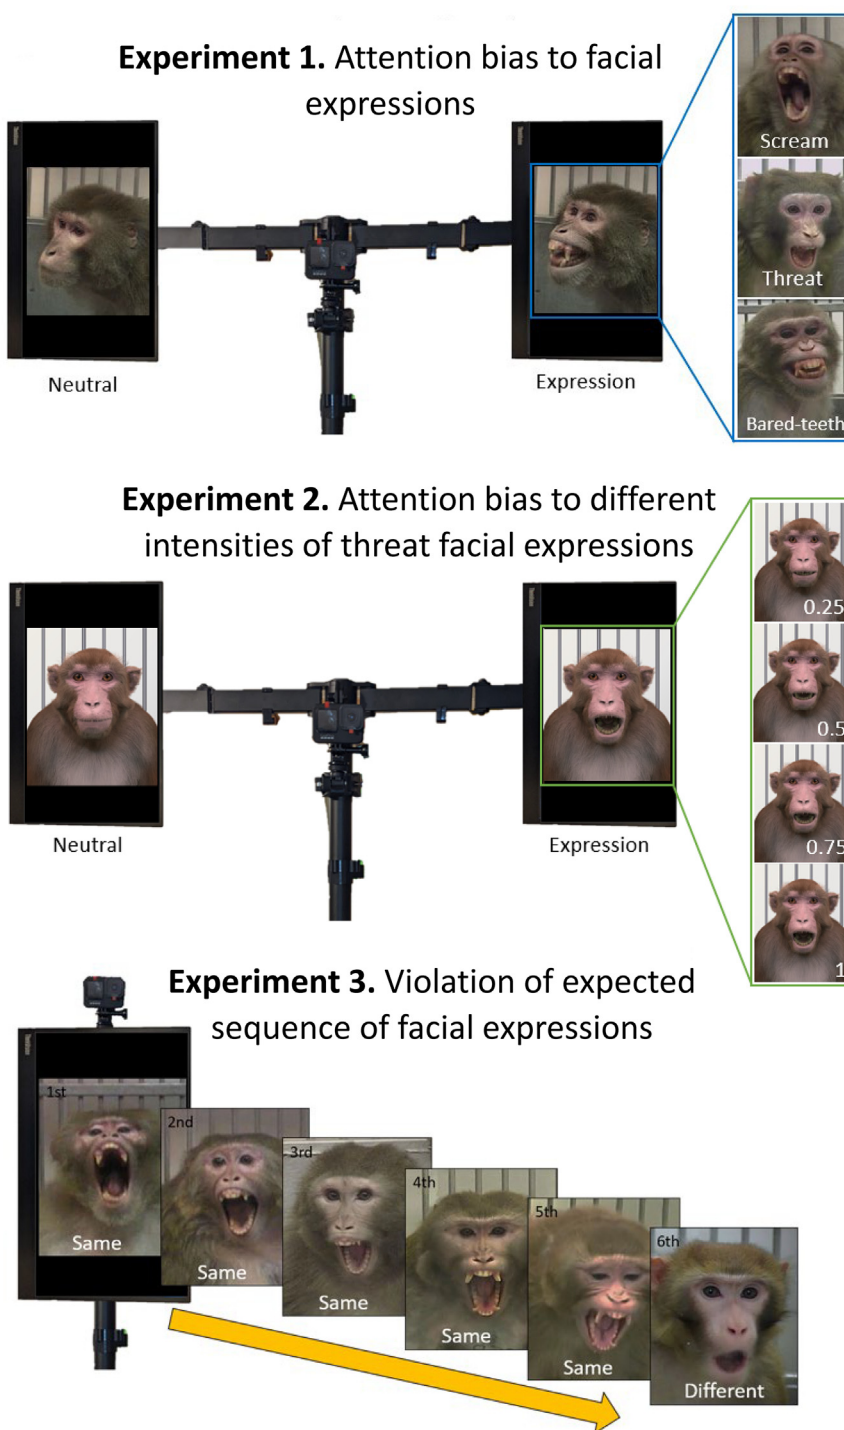 Experiment 1. Attention bias to facial
expressions
Scream
Threat
Bared-teeth
Neutral
Expression
Experiment 2. Attention bias to different
intensities of threat facial expressions
0.25
0.5
0.75
1
Neutral
Expression
Experiment 3. Violation of expected
sequence of facial expressions
1st
Same
2nd
Same
3rd
Same
4th
Same
5th
Same
6th
Different